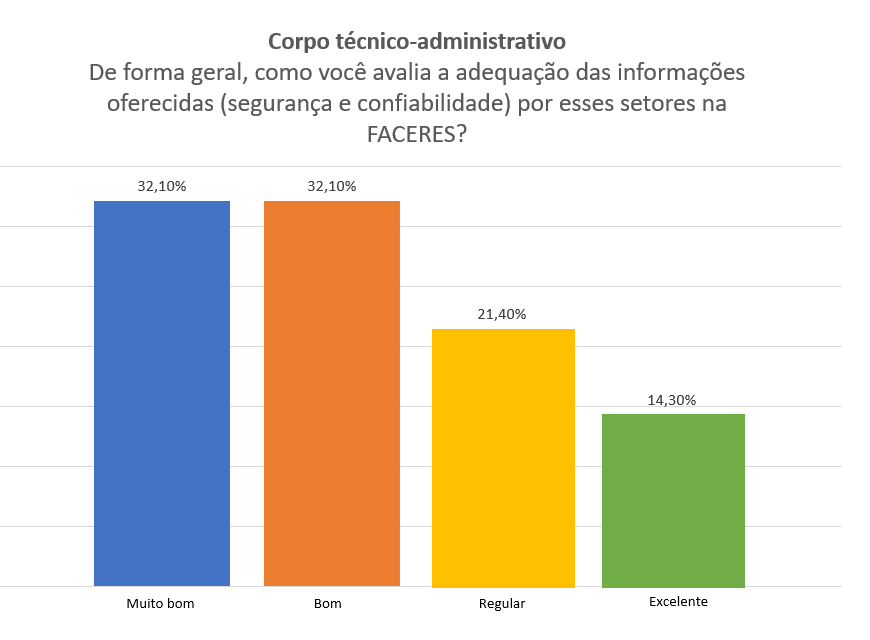 Corpo técnico-administrativo
De forma geral, como você avalia a adequação das informações
oferecidas (segurança e confiabilidade) por esses setores na
FACERES?
32,10%
32,10%
21,40%
14,30%
Muito bom
Bom
Regular
Excelente